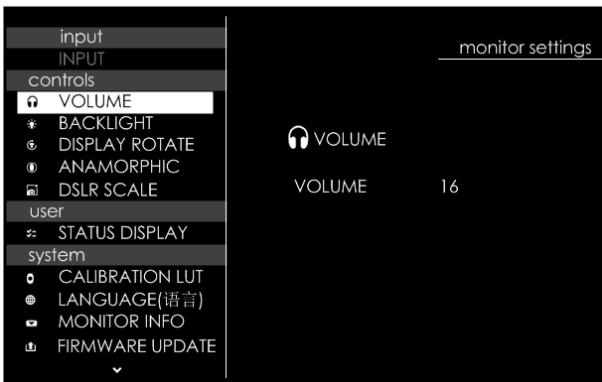 input
INPUT
controls
VOLUME
BACKLIGHT
DISPLAY ROTATE
ANAMORPHIC
DSLR SCALE
user
STATUS DISPLAY
system
CALIBRATION LUT
LANGUAGE(语言)
MONITOR INFO
FIRMWARE UPDATE
monitor settings
VOLUME
VOLUME 16